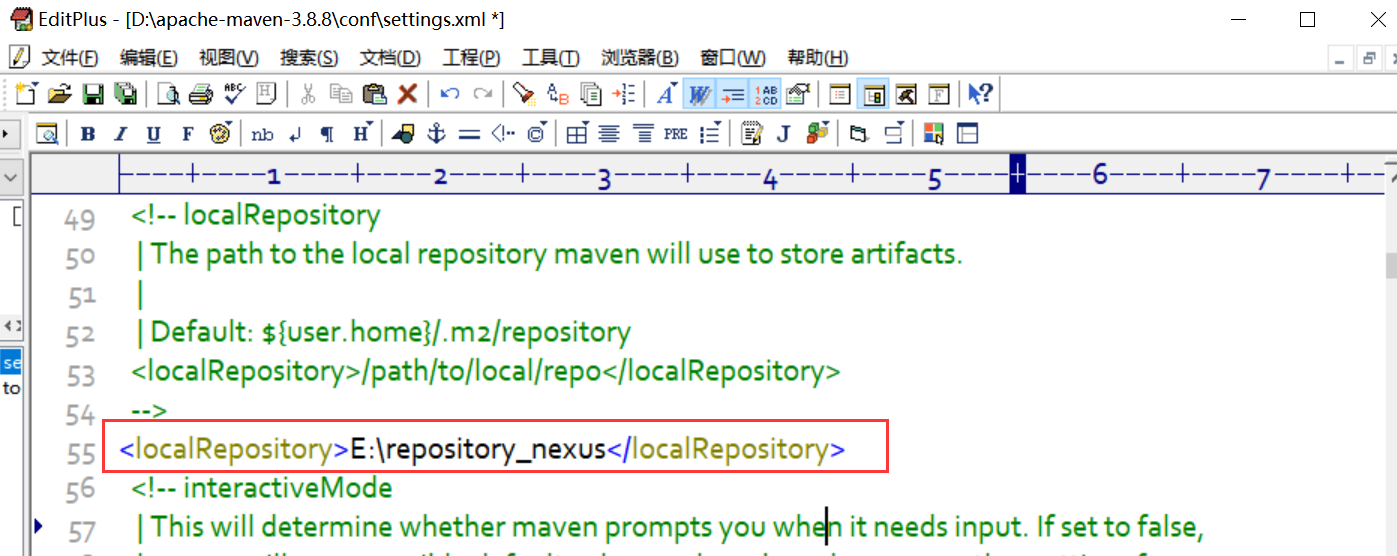 EditPlus - [D:\apache-maven-3.8.8\conf\settings.xml *]
文件(F) 编辑(E) 视图(V) 搜索(S) 文档(D) 工程(P) 工具(T) 浏览器(B) 窗口(W) 帮助(H)
B I U F nb ¶ H PRE J
----+----1----+----2----+----3----+----4----+----5----+----6----+----7----+--
49 <!-- localRepository
50 | The path to the local repository maven will use to store artifacts.
51 |
52 | Default: ${user.home}/.m2/repository
53 <localRepository>/path/to/local/repo</localRepository>
54 -->
55 <localRepository>E:\repository_nexus</localRepository>
56 <!-- interactiveMode
57 | This will determine whether maven prompts you when it needs input. If set to false,
se
to